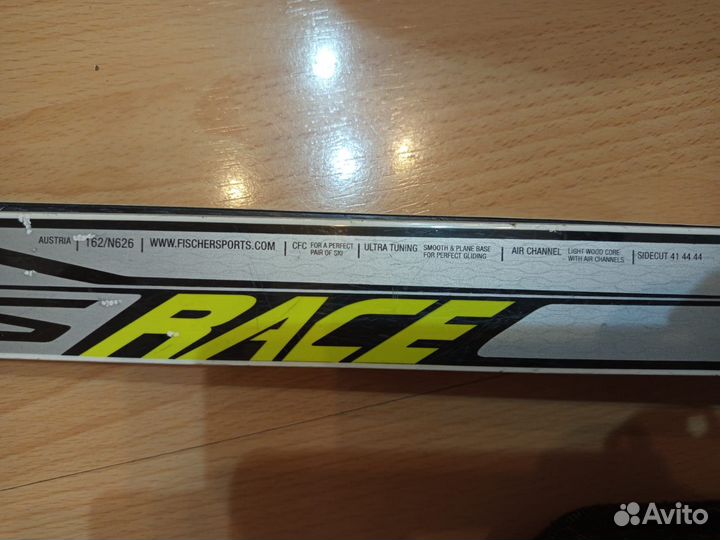 AUSTRIA | 162/N626 | WWW.FISCHERSPORTS.COM | CFC FOR A PERFECT PAIR OF SKI | ULTRA TUNING SMOOTH & PLANE BASE FOR PERFECT GLIDING | AIR CHANNEL LIGHT WOOD CORE WITH AIR CHANNELS | SIDECUT 41 44 44
S RACE
Avito